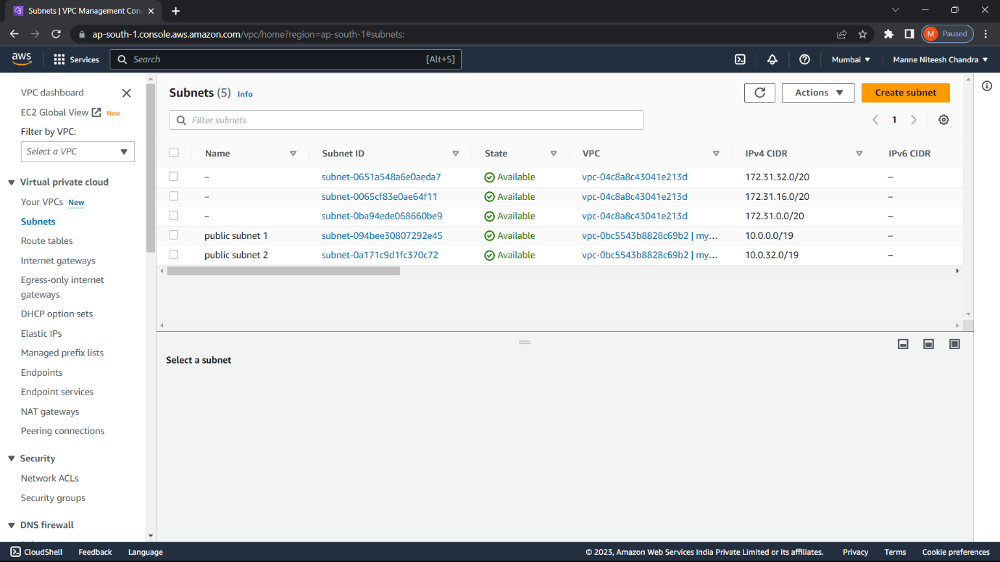 Subnets | VPC Management Con
ap-south-1.console.aws.amazon.com/vpc/home?region=ap-south-1#subnets:
M Paused
aws Services Search [Alt+S] Mumbai Manne Niteesh Chandra
VPC dashboard
EC2 Global View New
Filter by VPC:
Select a VPC
Virtual private cloud
Your VPCs New
Subnets
Route tables
Internet gateways
Egress-only internet
gateways
DHCP option sets
Elastic IPs
Managed prefix lists
Endpoints
Endpoint services
NAT gateways
Peering connections
Security
Network ACLs
Security groups
DNS firewall
Subnets (5) Info
Actions Create subnet
Filter subnets
1
Name Subnet ID State VPC IPv4 CIDR IPv6 CIDR
– subnet-0651a548a6e0aeda7 Available vpc-04c8a8c43041e213d 172.31.32.0/20 –
– subnet-0065cf83e0ae64f11 Available vpc-04c8a8c43041e213d 172.31.16.0/20 –
– subnet-0ba94ede068660be9 Available vpc-04c8a8c43041e213d 172.31.0.0/20 –
public subnet 1 subnet-094bee30807292e45 Available vpc-0bc5543b8828c69b2 | my... 10.0.0.0/19 –
public subnet 2 subnet-0a171c9d1fc370c72 Available vpc-0bc5543b8828c69b2 | my... 10.0.32.0/19 –
Select a subnet
CloudShell Feedback Language © 2023, Amazon Web Services India Private Limited or its affiliates. Privacy Terms Cookie preferences